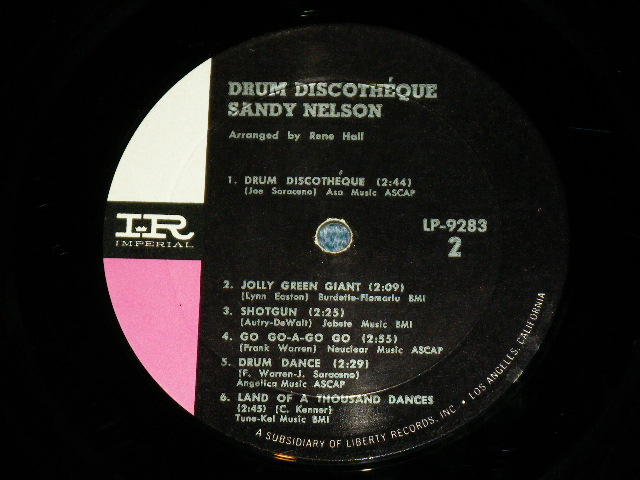 DRUM DISCOTHÉQUE
SANDY NELSON
Arranged by Rene Hall
1. DRUM DISCOTHÉQUE (2:44)
(Joe Saraceno) Asa Music ASCAP
IR
IMPERIAL
LP-9283
2
2. JOLLY GREEN GIANT (2:09)
(Lynn Easton) Burdette-Flomarlu BMI
3. SHOTGUN (2:25)
(Autry-DeWalt) Jobete Music BMI
4. GO GO-A-GO GO (2:55)
(Frank Warren) Neuclear Music ASCAP
5. DRUM DANCE (2:29)
(F. Warren-J. Saraceno)
Angelica Music ASCAP
6. LAND OF A THOUSAND DANCES
(2:45) (C. Kenner)
Tune-Kel Music BMI
A SUBSIDIARY OF LIBERTY RECORDS, INC. • LOS ANGELES, CALIFORNIA